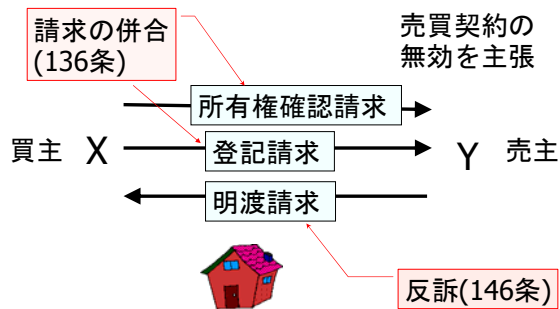 請求の併合
(136条)
売買契約の
無効を主張
所有権確認請求
買主 X 登記請求 Y 売主
明渡請求
反訴(146条)